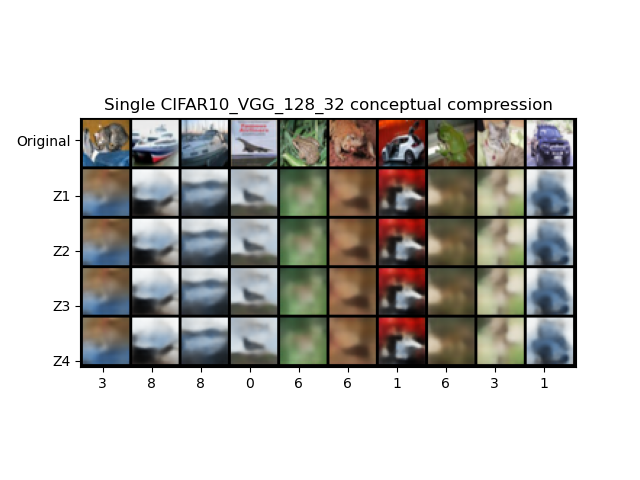 Single CIFAR10_VGG_128_32 conceptual compression
Original
Z1
Z2
Z3
Z4
3 8 8 0 6 6 1 6 3 1